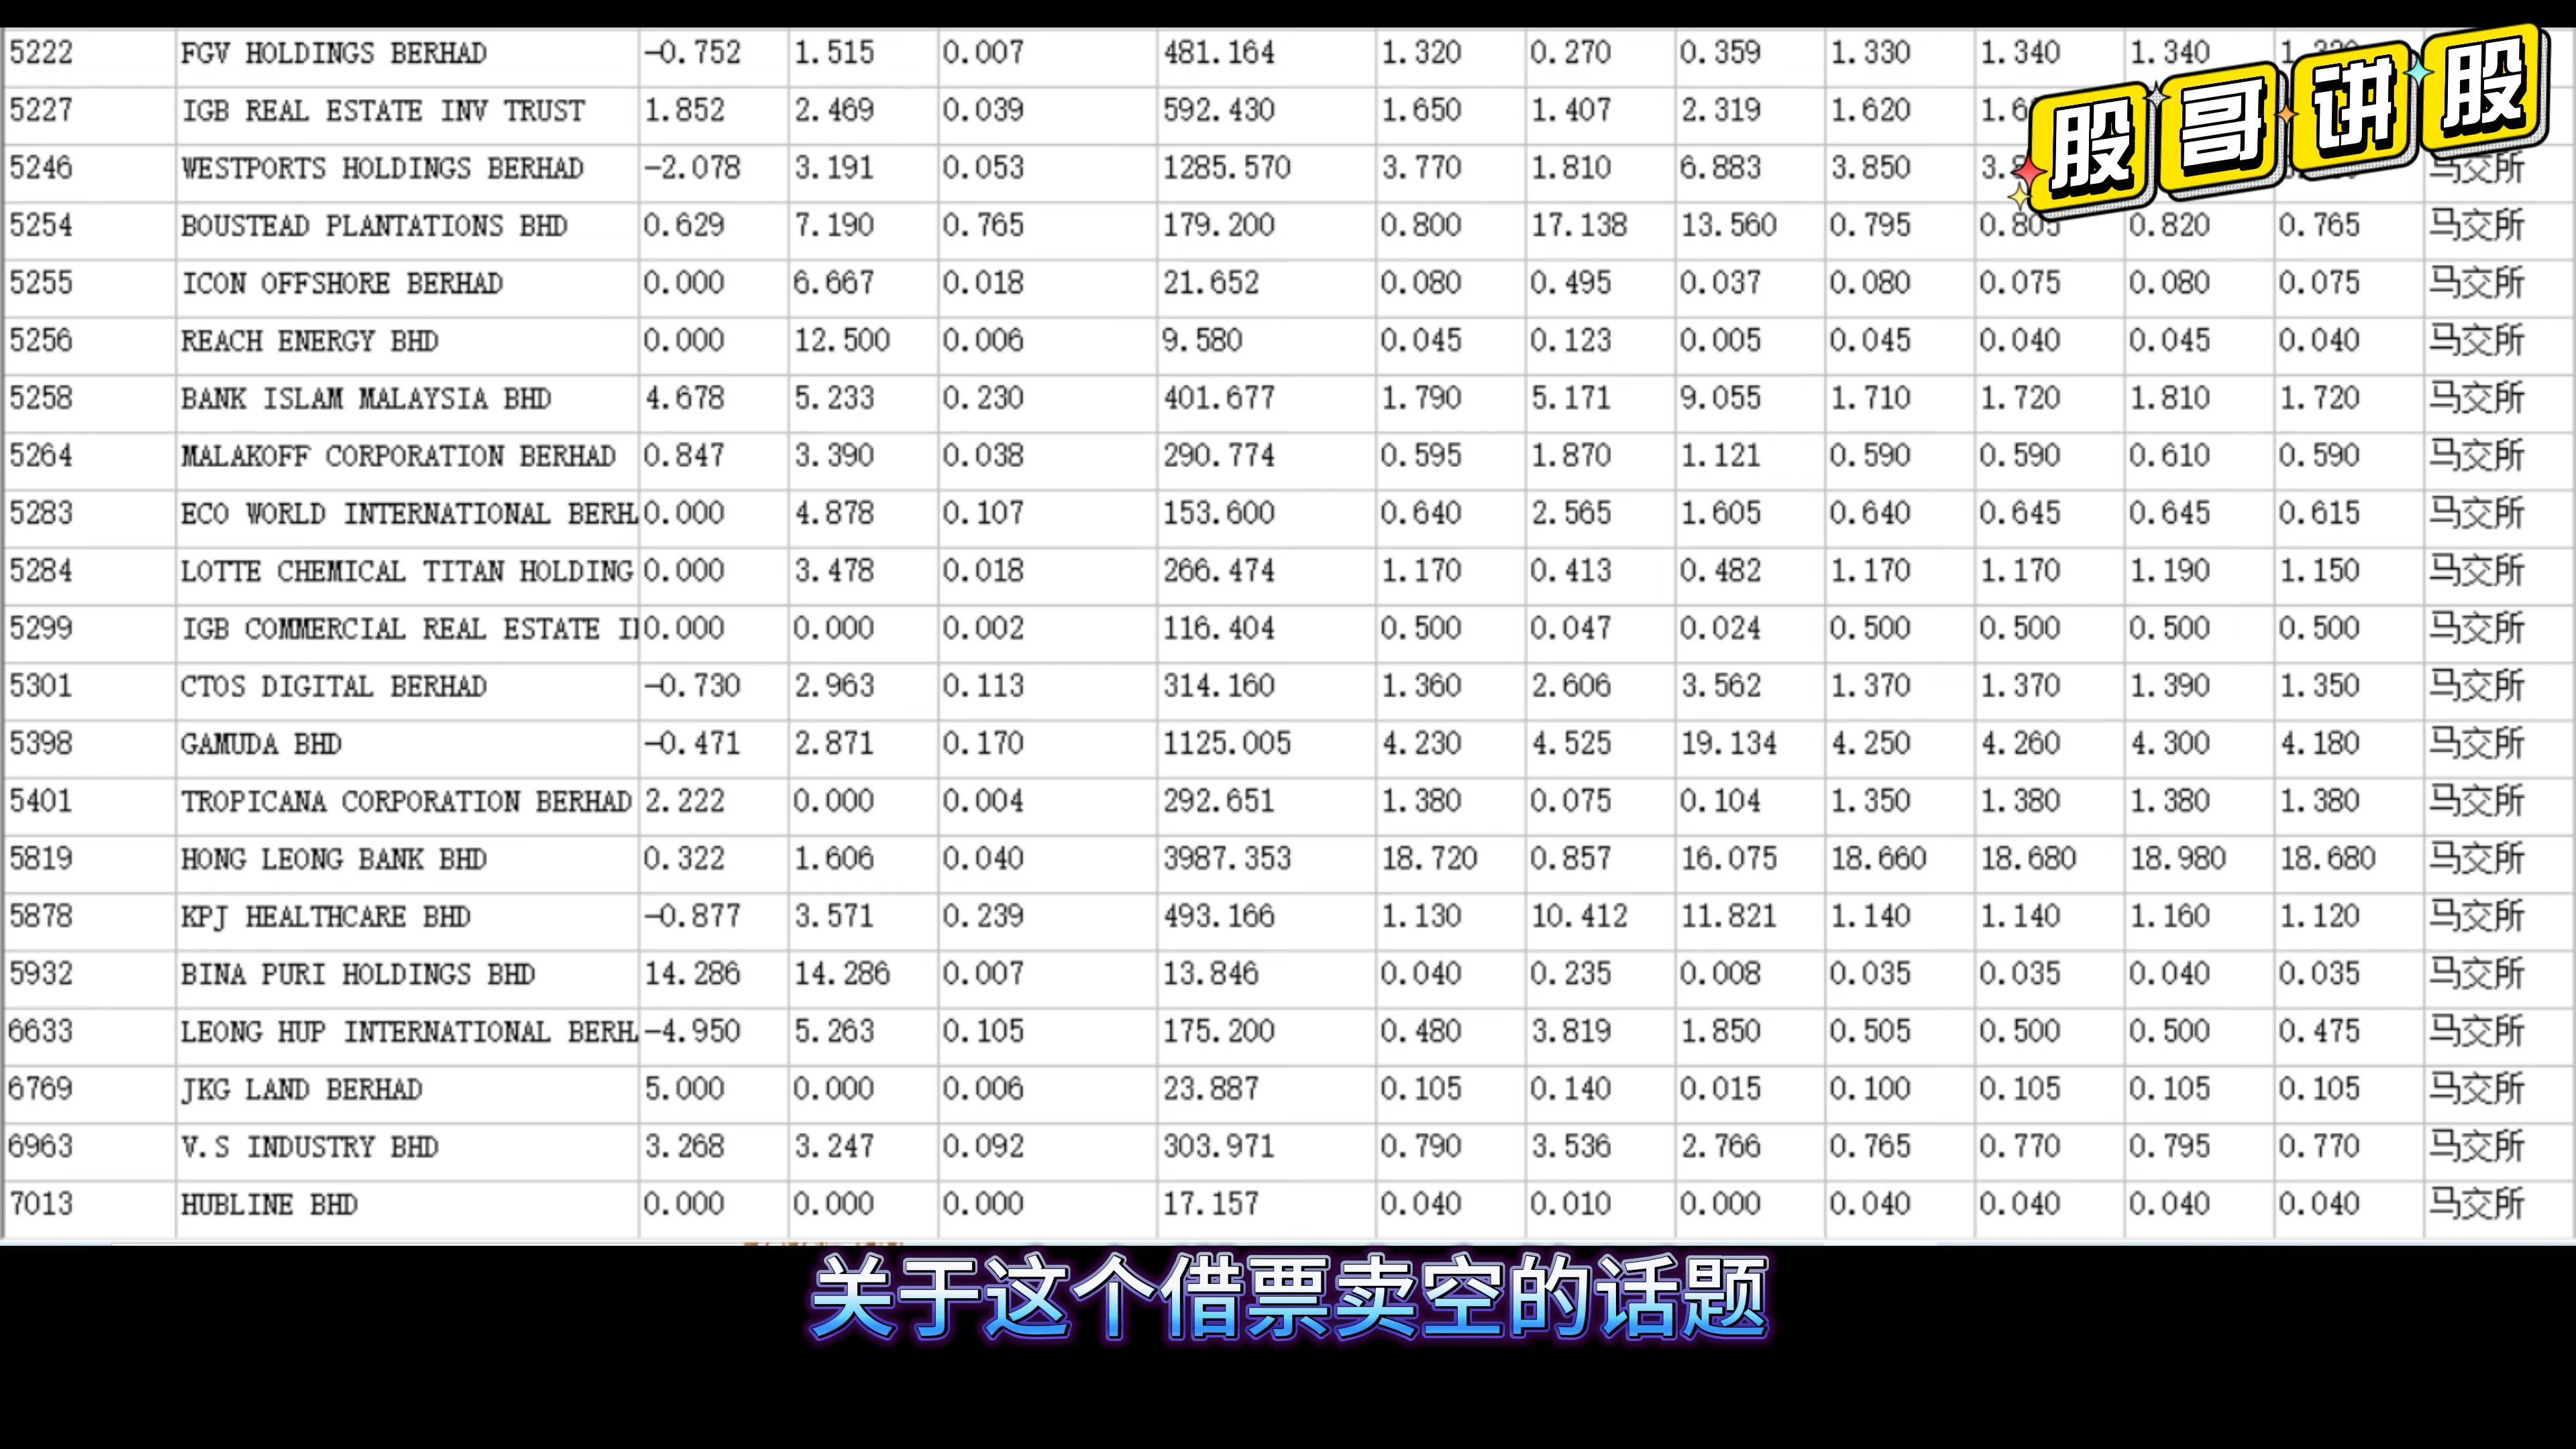 股哥讲股
5222 FGV HOLDINGS BERHAD -0.752 1.515 0.007 481.164 1.320 0.270 0.359 1.330 1.340 1.340
5227 IGB REAL ESTATE INV TRUST 1.852 2.469 0.039 592.430 1.650 1.407 2.319 1.620
5246 WESTPORTS HOLDINGS BERHAD -2.078 3.191 0.053 1285.570 3.770 1.810 6.883 3.850 马交所
5254 BOUSTEAD PLANTATIONS BHD 0.629 7.190 0.765 179.200 0.800 17.138 13.560 0.795 0.805 0.820 0.765 马交所
5255 ICON OFFSHORE BERHAD 0.000 6.667 0.018 21.652 0.080 0.495 0.037 0.080 0.075 0.080 0.075 马交所
5256 REACH ENERGY BHD 0.000 12.500 0.006 9.580 0.045 0.123 0.005 0.045 0.040 0.045 0.040 马交所
5258 BANK ISLAM MALAYSIA BHD 4.678 5.233 0.230 401.677 1.790 5.171 9.055 1.710 1.720 1.810 1.720 马交所
5264 MALAKOFF CORPORATION BERHAD 0.847 3.390 0.038 290.774 0.595 1.870 1.121 0.590 0.590 0.610 0.590 马交所
5283 ECO WORLD INTERNATIONAL BERH 0.000 4.878 0.107 153.600 0.640 2.565 1.605 0.640 0.645 0.645 0.615 马交所
5284 LOTTE CHEMICAL TITAN HOLDING 0.000 3.478 0.018 266.474 1.170 0.413 0.482 1.170 1.170 1.190 1.150 马交所
5299 IGB COMMERCIAL REAL ESTATE I 0.000 0.000 0.002 116.404 0.500 0.047 0.024 0.500 0.500 0.500 0.500 马交所
5301 CTOS DIGITAL BERHAD -0.730 2.963 0.113 314.160 1.360 2.606 3.562 1.370 1.370 1.390 1.350 马交所
5398 GAMUDA BHD -0.471 2.871 0.170 1125.005 4.230 4.525 19.134 4.250 4.260 4.300 4.180 马交所
5401 TROPICANA CORPORATION BERHAD 2.222 0.000 0.004 292.651 1.380 0.075 0.104 1.350 1.380 1.380 1.380 马交所
5819 HONG LEONG BANK BHD 0.322 1.606 0.040 3987.353 18.720 0.857 16.075 18.660 18.680 18.980 18.680 马交所
5878 KPJ HEALTHCARE BHD -0.877 3.571 0.239 493.166 1.130 10.412 11.821 1.140 1.140 1.160 1.120 马交所
5932 BINA PURI HOLDINGS BHD 14.286 14.286 0.007 13.846 0.040 0.235 0.008 0.035 0.035 0.040 0.035 马交所
6633 LEONG HUP INTERNATIONAL BERH -4.950 5.263 0.105 175.200 0.480 3.819 1.850 0.505 0.500 0.500 0.475 马交所
6769 JKG LAND BERHAD 5.000 0.000 0.006 23.887 0.105 0.140 0.015 0.100 0.105 0.105 0.105 马交所
6963 V.S INDUSTRY BHD 3.268 3.247 0.092 303.971 0.790 3.536 2.766 0.765 0.770 0.795 0.770 马交所
7013 HUBLINE BHD 0.000 0.000 0.000 17.157 0.040 0.010 0.000 0.040 0.040 0.040 0.040 马交所
关于这个借票卖空的话题